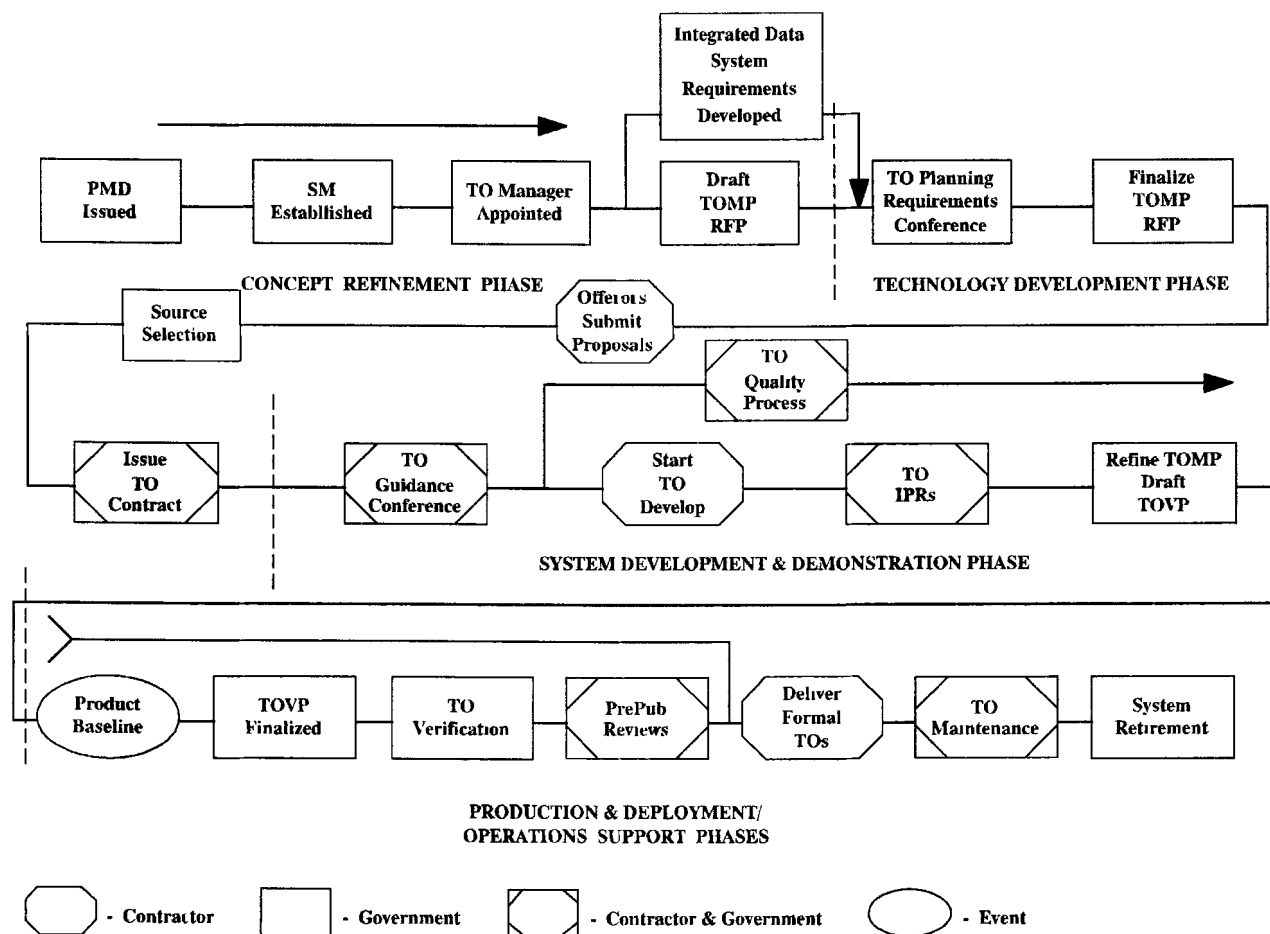 Integrated Data
System
Requirements
Developed
PMD
Issued
SM
Established
TO Manager
Appointed
Draft
TOMP
RFP
TO Planning
Requirements
Conference
Finalize
TOMP
RFP
CONCEPT REFINEMENT PHASE
TECHNOLOGY DEVELOPMENT PHASE
Source
Selection
Offerors
Submit
Proposals
TO
Quality
Process
Issue
TO
Contract
TO
Guidance
Conference
Start
TO
Develop
TO
IPRs
Refine TOMP
Draft
TOVP
SYSTEM DEVELOPMENT & DEMONSTRATION PHASE
Product
Baseline
TOVP
Finalized
TO
Verification
PrePub
Reviews
Deliver
Formal
TOs
TO
Maintenance
System
Retirement
PRODUCTION & DEPLOYMENT/
OPERATIONS SUPPORT PHASES
- Contractor
- Government
- Contractor & Government
- Event